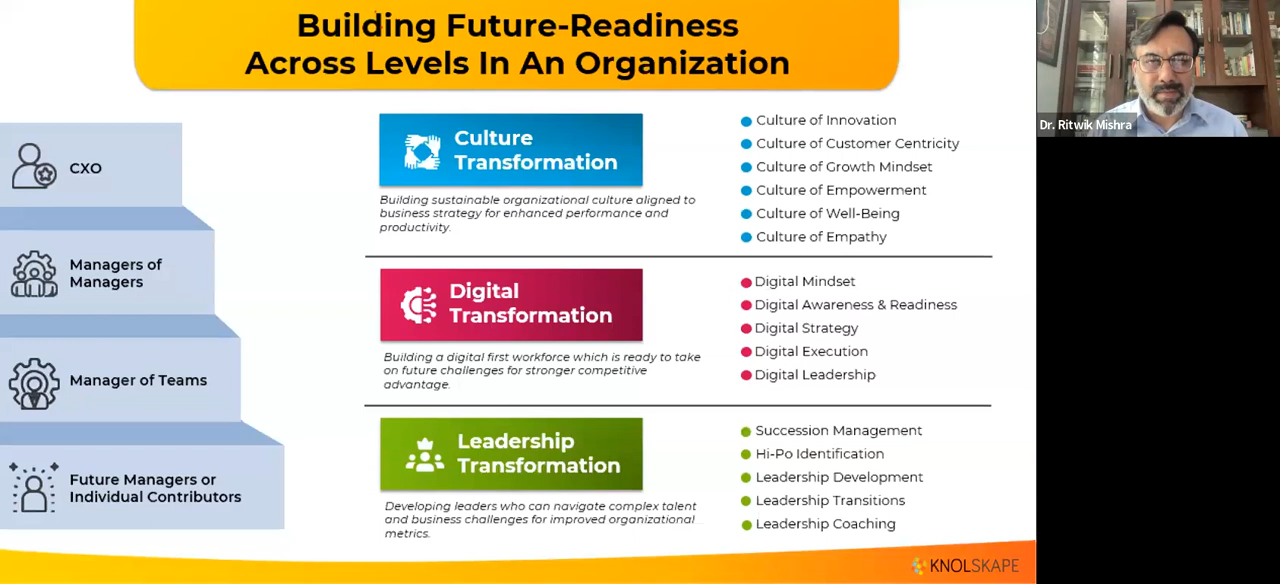 Building Future-Readiness
Across Levels In An Organization
Dr. Ritwik Mishra
CXO
Managers of
Managers
Manager of Teams
Future Managers or
Individual Contributors
Culture
Transformation
Building sustainable organizational culture aligned to
business strategy for enhanced performance and
productivity.
Culture of Innovation
Culture of Customer Centricity
Culture of Growth Mindset
Culture of Empowerment
Culture of Well-Being
Culture of Empathy
Digital
Transformation
Building a digital first workforce which is ready to take
on future challenges for stronger competitive
advantage.
Digital Mindset
Digital Awareness & Readiness
Digital Strategy
Digital Execution
Digital Leadership
Leadership
Transformation
Developing leaders who can navigate complex talent
and business challenges for improved organizational
metrics.
Succession Management
Hi-Po Identification
Leadership Development
Leadership Transitions
Leadership Coaching
KNOLSKAPE